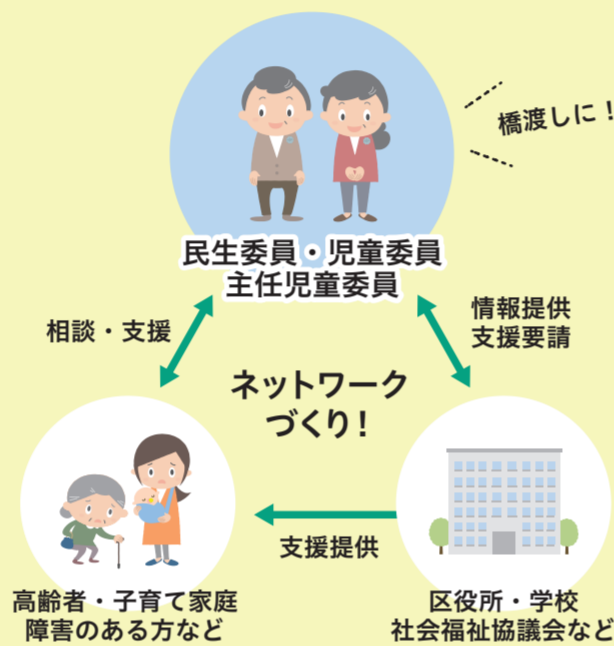 橋渡しに！
民生委員・児童委員
主任児童委員
相談・支援
情報提供
支援要請
ネットワーク
づくり！
支援提供
高齢者・子育て家庭
障害のある方など
区役所・学校
社会福祉協議会など